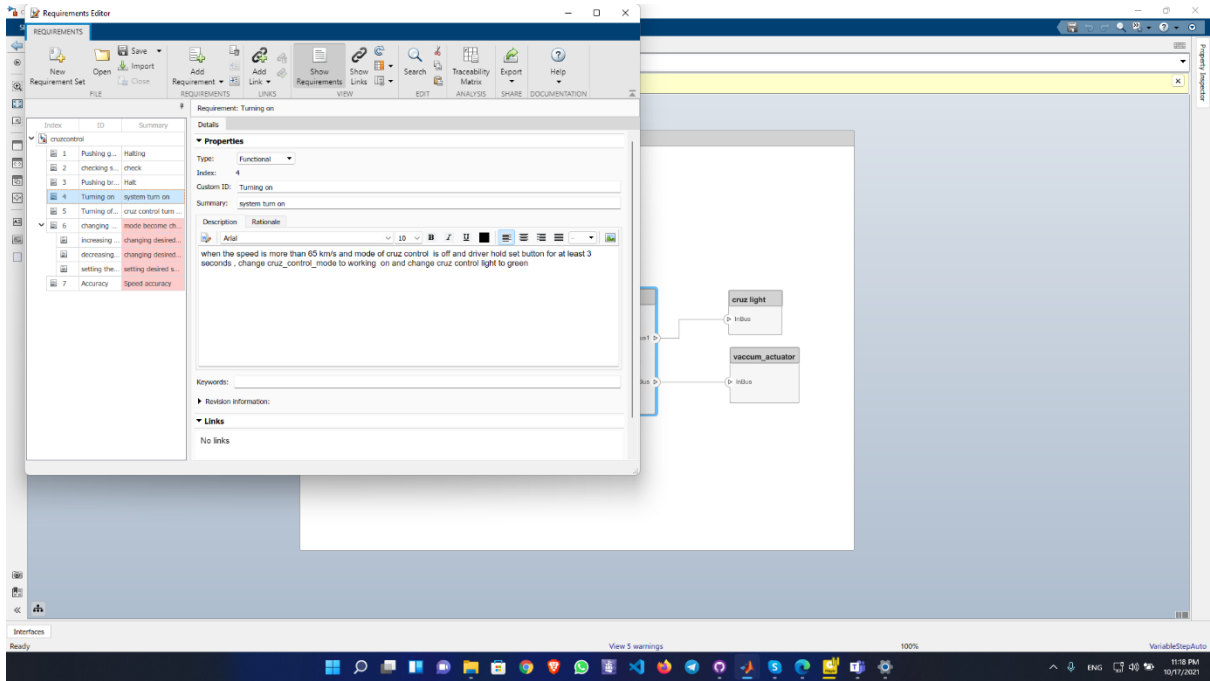 Requirements Editor
REQUIREMENTS
New Requirement Set
Open
Save
Import
Close
Add Requirement
Add Link
Show Requirements
Show Links
Search
Traceability Matrix
Export
Help
FILE
REQUIREMENTS
LINKS
VIEW
EDIT
ANALYSIS
SHARE
DOCUMENTATION
Property Inspector
Index ID Summary
cruzcontrol
1 Pushing g... Halting
2 checking s... check
3 Pushing br... Halt
4 Turning on system turn on
5 Turning of... cruz control turn ...
6 changing ... mode become ch...
increasing ... changing desired...
decreasing... changing desired...
setting the... setting desired s...
7 Accuracy Speed accuracy
Requirement: Turning on
Details
Properties
Type: Functional
Index: 4
Custom ID: Turning on
Summary: system turn on
Description Rationale
Arial 10 B I U
when the speed is more than 65 km/s and mode of cruz control is off and driver hold set button for at least 3
seconds , change cruz_control_mode to working on and change cruz control light to green
Keywords:
Revision information:
Links
No links
cruz light
InBus
vaccum_actuator
InBus
Interfaces
Ready
View 5 warnings
100%
VariableStepAuto
ENG
11:18 PM
10/17/2021